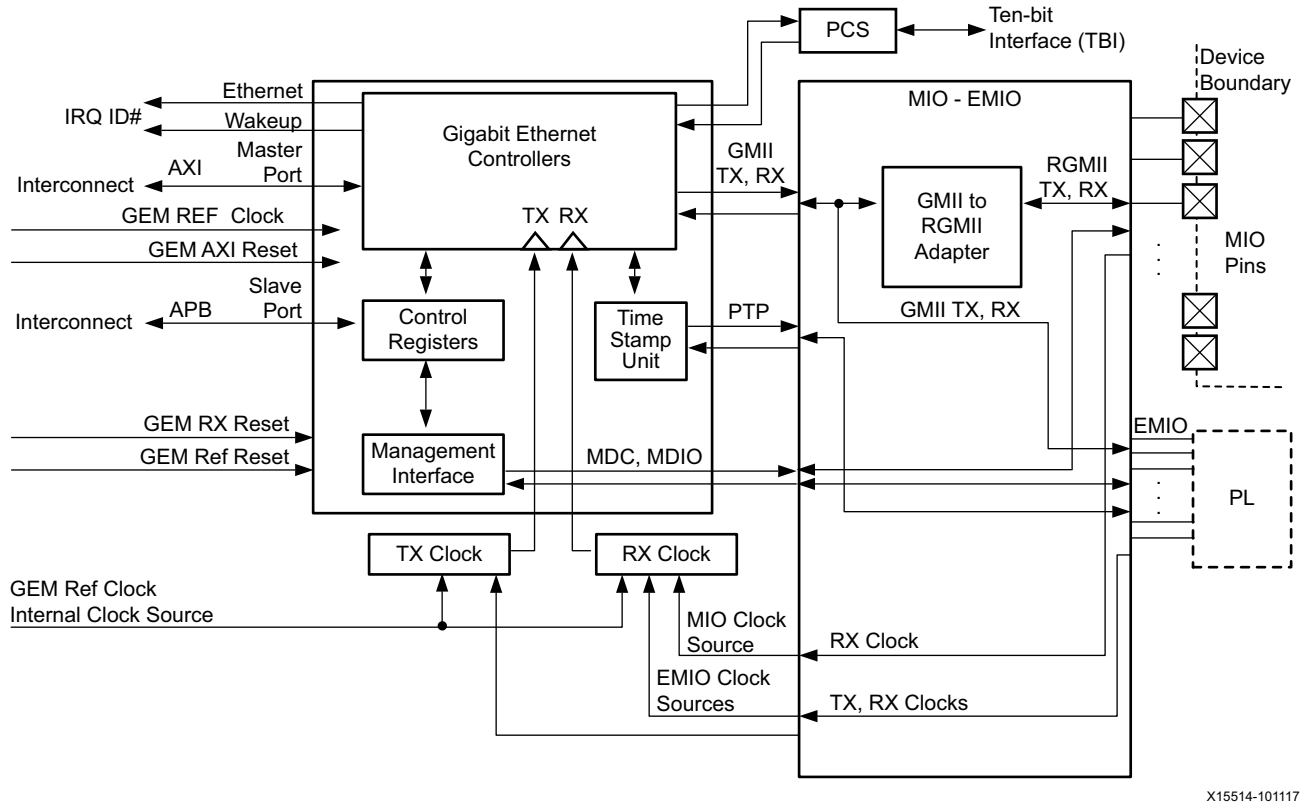 PCS
Ten-bit
Interface (TBI)
Device
Boundary
Ethernet
IRQ ID#
Wakeup
Gigabit Ethernet
Controllers
MIO - EMIO
Master
Port
AXI
Interconnect
GMII
TX, RX
GMII to
RGMII
Adapter
RGMII
TX, RX
GEM REF Clock
TX RX
GEM AXI Reset
MIO
Pins
Slave
Port
APB
Interconnect
Control
Registers
Time
Stamp
Unit
PTP
GMII TX, RX
GEM RX Reset
GEM Ref Reset
Management
Interface
MDC, MDIO
EMIO
PL
TX Clock
RX Clock
GEM Ref Clock
Internal Clock Source
MIO Clock
Source
RX Clock
EMIO Clock
Sources
TX, RX Clocks
X15514-101117